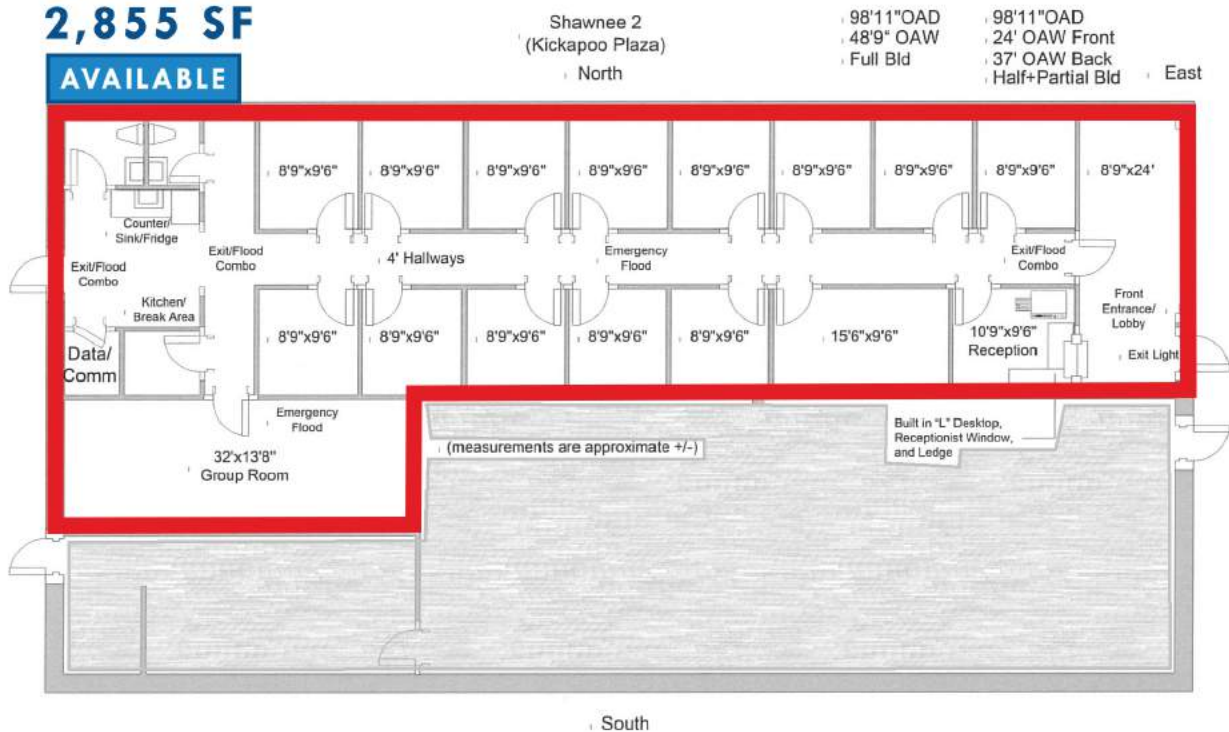 2,855 SF
AVAILABLE
Shawnee 2
(Kickapoo Plaza)
North
98'11"OAD
48'9" OAW
Full Bld
98'11"OAD
24' OAW Front
37' OAW Back
Half+Partial Bld
East
8'9"x9'6"
8'9"x9'6"
8'9"x9'6"
8'9"x9'6"
8'9"x9'6"
8'9"x9'6"
8'9"x9'6"
8'9"x9'6"
8'9"x24'
Counter/
Sink/Fridge
Exit/Flood
Combo
Exit/Flood
Combo
4' Hallways
Emergency
Flood
Exit/Flood
Combo
Kitchen/
Break Area
Front
Entrance/
Lobby
Data/
Comm
8'9"x9'6"
8'9"x9'6"
8'9"x9'6"
8'9"x9'6"
8'9"x9'6"
15'6"x9'6"
10'9"x9'6"
Reception
Exit Light
Emergency
Flood
32'x13'8"
Group Room
(measurements are approximate +/-)
Built in "L" Desktop,
Receptionist Window,
and Ledge
South